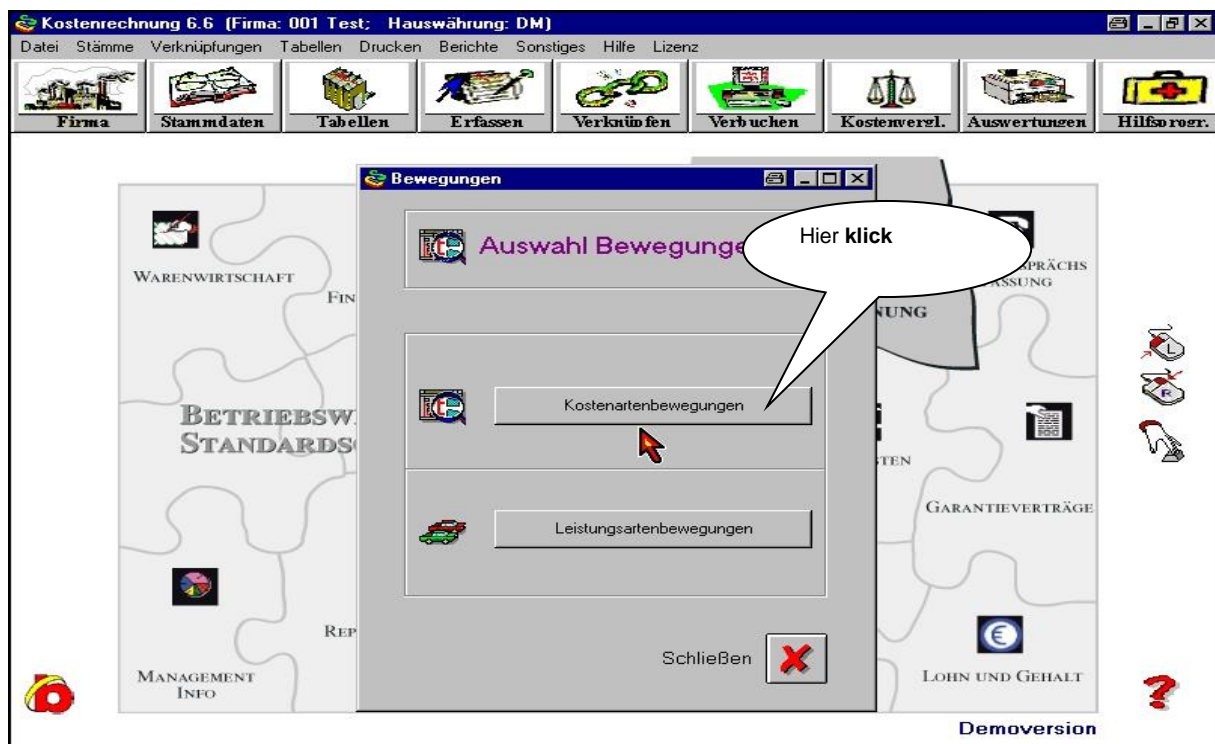 Kostenrechnung 6.6 (Firma: 001 Test; Hauswährung: DM)
Datei Stämme Verknüpfungen Tabellen Drucken Berichte Sonstiges Hilfe Lizenz
Firma Stammdaten Tabellen Erfassen Verknüpfen Verbuchen Kostenvergl. Auswertungen Hilfsprogr.
Bewegungen
Auswahl Bewegunge
Hier klick
WARENWIRTSCHAFT
FIN
SPRÄCHS
ASSUNG
NUNG
Kostenartenbewegungen
BETRIEBSW
STANDARDS
L
R
TEN
Leistungsartenbewegungen
GARANTIEVERTRÄGE
REP
Schließen
MANAGEMENT
INFO
LOHN UND GEHALT
€
b
?
Demoversion